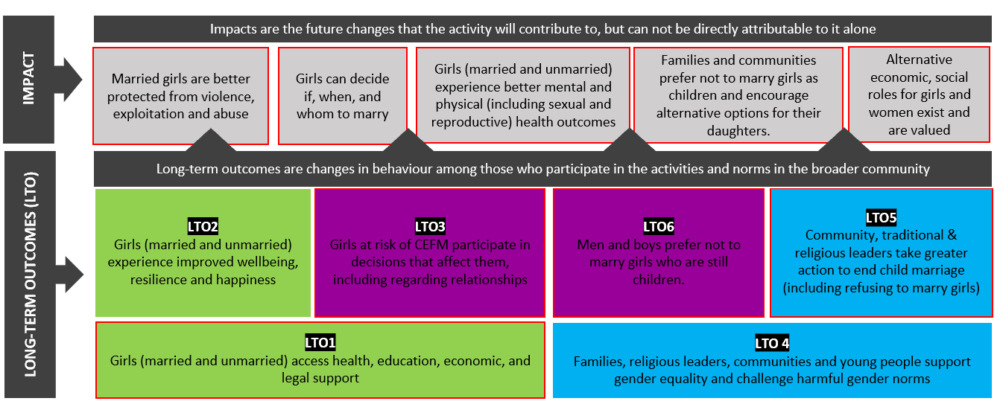 IMPACT
Impacts are the future changes that the activity will contribute to, but can not be directly attributable to it alone
Married girls are better
protected from violence,
exploitation and abuse
Girls can decide
if, when, and
whom to marry
Girls (married and unmarried)
experience better mental and
physical (including sexual and
reproductive) health outcomes
Families and communities
prefer not to marry girls as
children and encourage
alternative options for their
daughters.
Alternative
economic, social
roles for girls and
women exist and
are valued
LONG-TERM OUTCOMES (LTO)
Long-term outcomes are changes in behaviour among those who participate in the activities and norms in the broader community
LTO2
Girls (married and unmarried)
experience improved wellbeing,
resilience and happiness
LTO3
Girls at risk of CEFM participate in
decisions that affect them,
including regarding relationships
LTO6
Men and boys prefer not to
marry girls who are still
children.
LTO5
Community, traditional &
religious leaders take greater
action to end child marriage
(including refusing to marry girls)
LTO1
Girls (married and unmarried) access health, education, economic, and
legal support
LTO 4
Families, religious leaders, communities and young people support
gender equality and challenge harmful gender norms